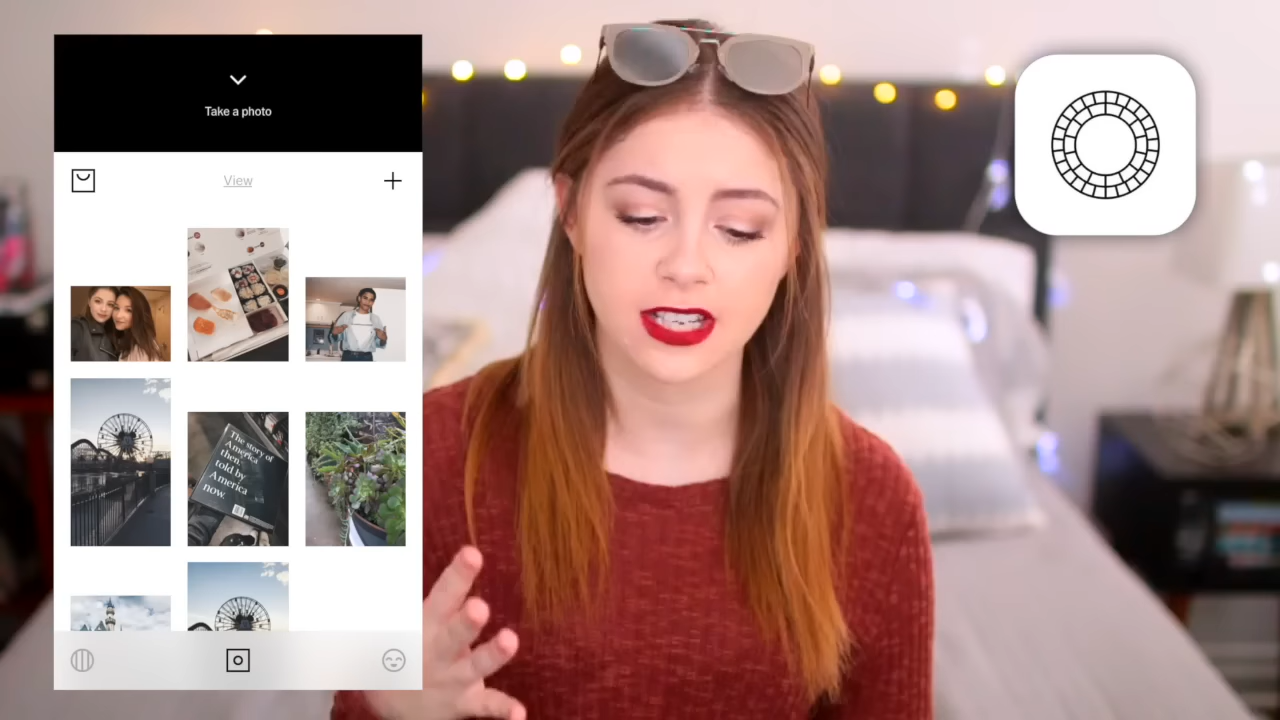 Take a photo
View
The story of
America
then,
told by
America
now.